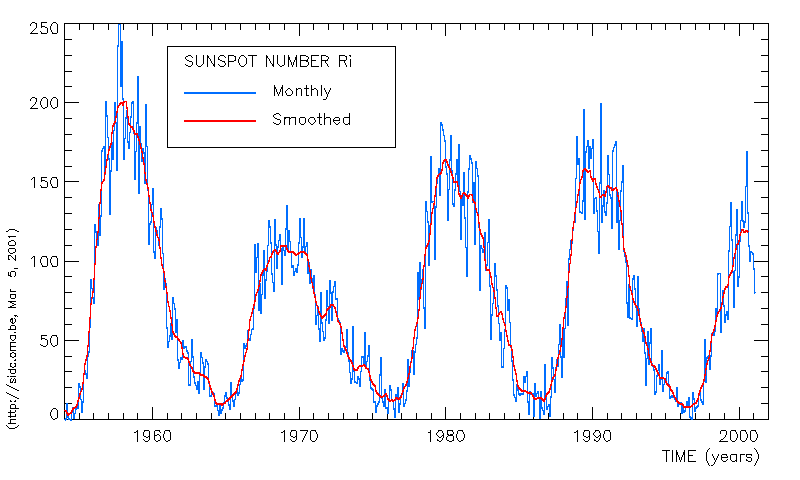 250
200
150
100
50
0
SUNSPOT NUMBER Ri
Monthly
Smoothed
(http://sidc.oma.be, Mar 5, 2001)
1960 1970 1980 1990 2000
TIME (years)